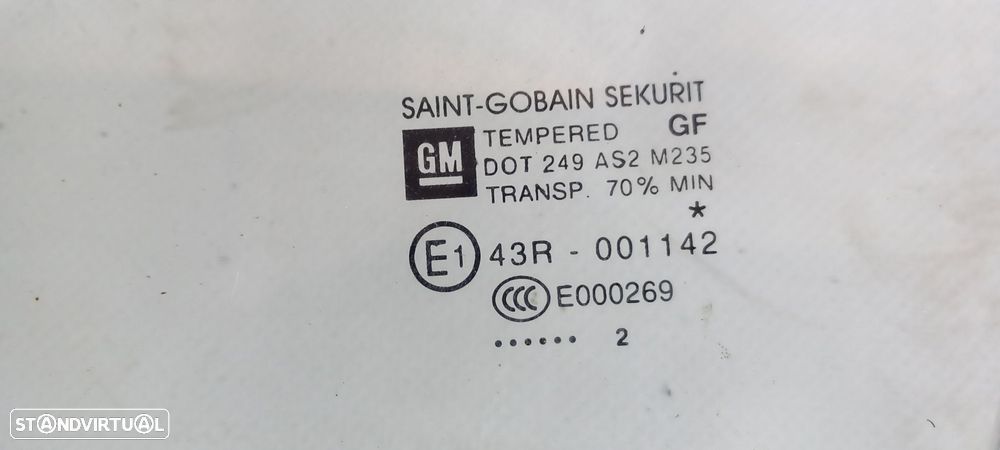 SAINT-GOBAIN SEKURIT
GM TEMPERED GF
DOT 249 AS2 M235
TRANSP. 70% MIN
*
E1 43R - 001142
CCC E000269
...... 2
STANDVIRTUAL